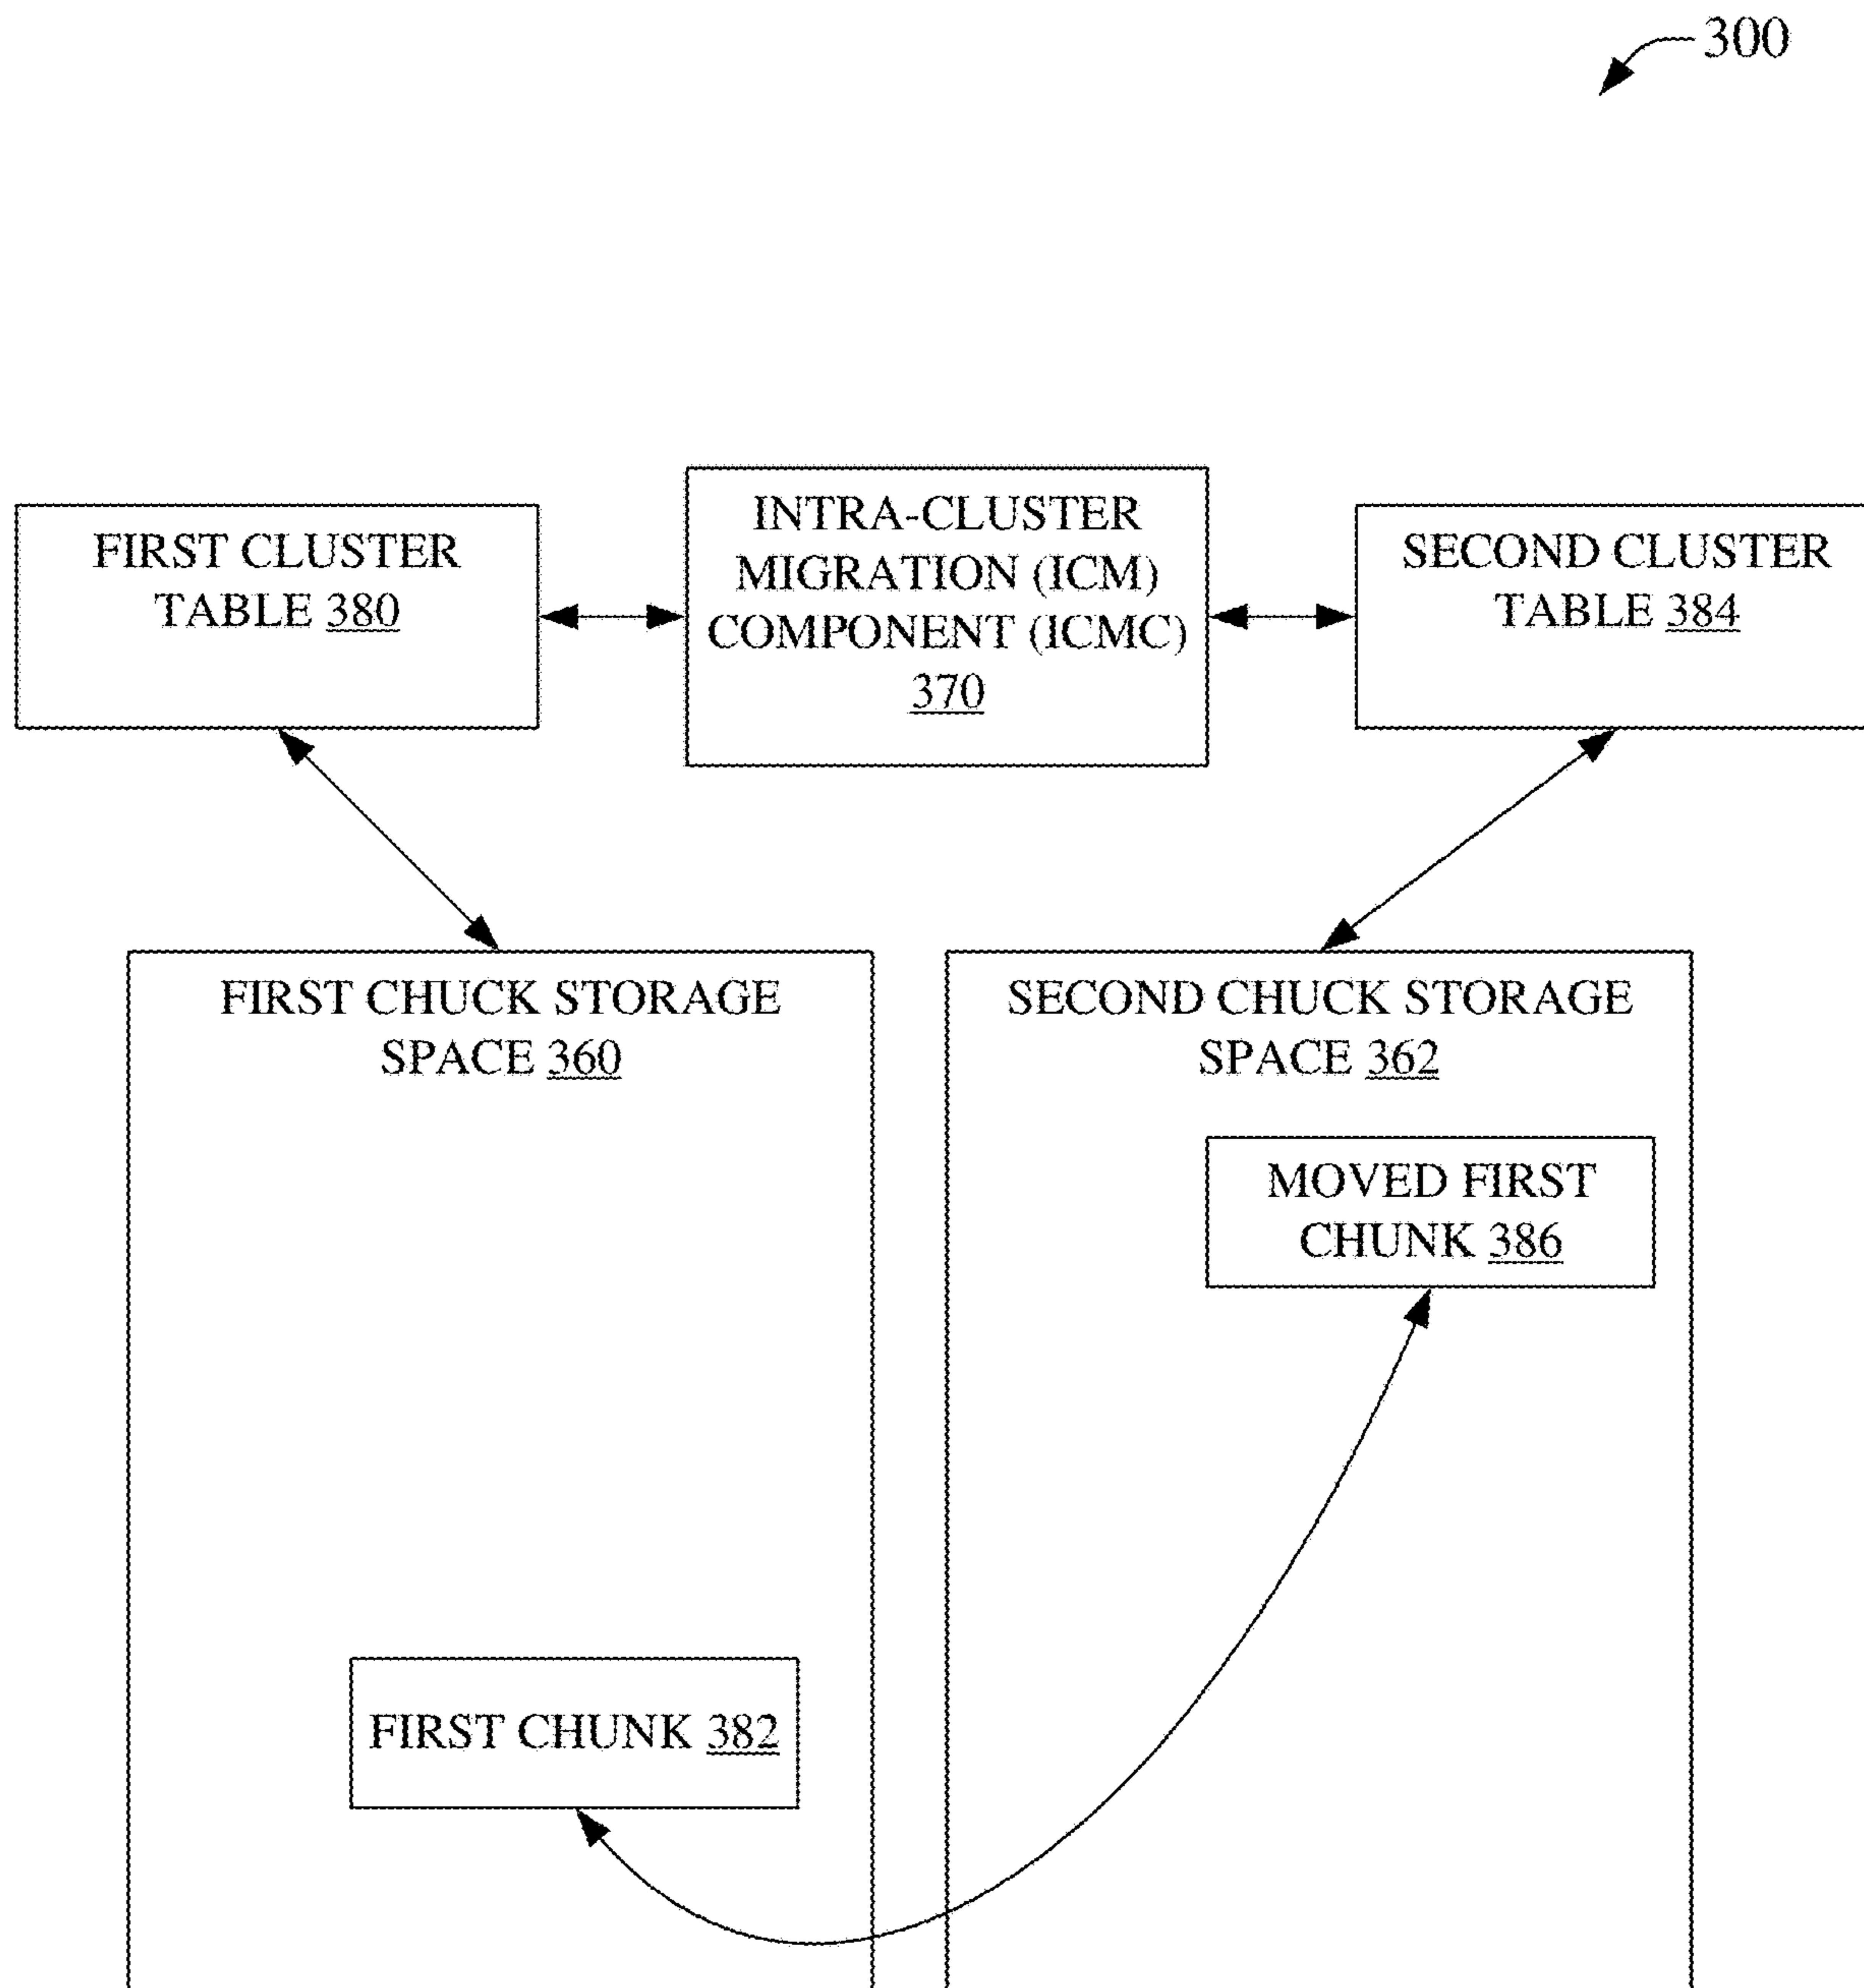 300
FIRST CLUSTER
TABLE 380
INTRA-CLUSTER
MIGRATION (ICM)
COMPONENT (ICMC)
370
SECOND CLUSTER
TABLE 384
FIRST CHUCK STORAGE
SPACE 360
SECOND CHUCK STORAGE
SPACE 362
MOVED FIRST
CHUNK 386
FIRST CHUNK 382